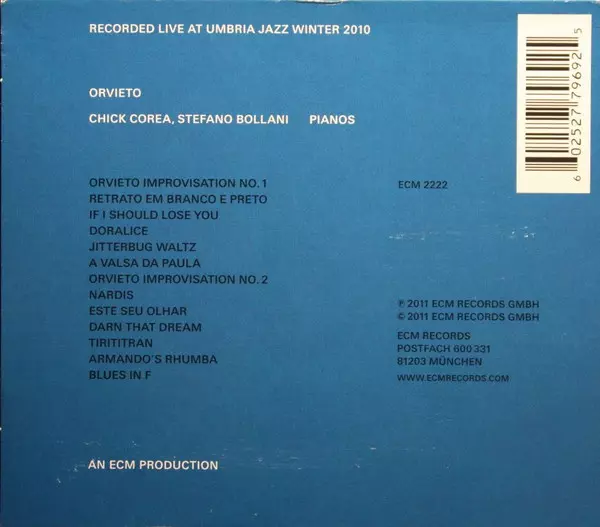 RECORDED LIVE AT UMBRIA JAZZ WINTER 2010
ORVIETO
CHICK COREA, STEFANO BOLLANI PIANOS
ORVIETO IMPROVISATION NO. 1
RETRATO EM BRANCO E PRETO
IF I SHOULD LOSE YOU
DORALICE
JITTERBUG WALTZ
A VALSA DA PAULA
ORVIETO IMPROVISATION NO. 2
NARDIS
ESTE SEU OLHAR
DARN THAT DREAM
TIRITITRAN
ARMANDO'S RHUMBA
BLUES IN F
ECM 2222
℗ 2011 ECM RECORDS GMBH
© 2011 ECM RECORDS GMBH
ECM RECORDS
POSTFACH 600 331
81203 MÜNCHEN
WWW.ECMRECORDS.COM
AN ECM PRODUCTION
6 02527 79692 5